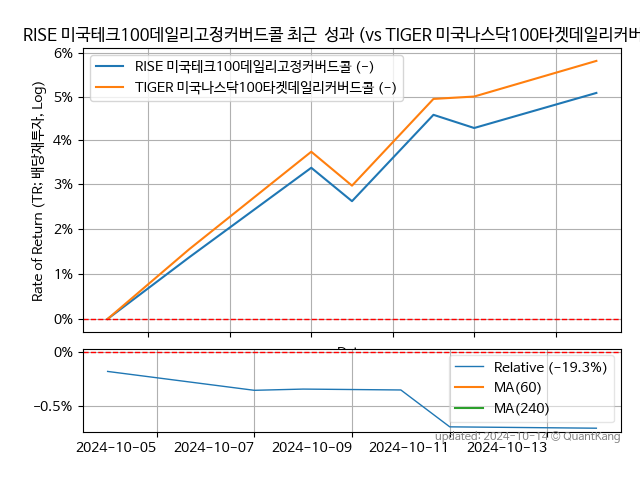 RISE 미국테크100데일리고정커버드콜 최근 성과 (vs TIGER 미국나스닥100타겟데일리커버
6%
RISE 미국테크100데일리고정커버드콜 (-)
TIGER 미국나스닥100타겟데일리커버드콜 (-)
5%
4%
3%
2%
1%
0%
Rate of Return (TR; 배당재투자, Log)
0%
-0.5%
Relative (-19.3%)
MA(60)
MA(240)
updated: 2024-10-14 © QuantKang
2024-10-05 2024-10-07 2024-10-09 2024-10-11 2024-10-13